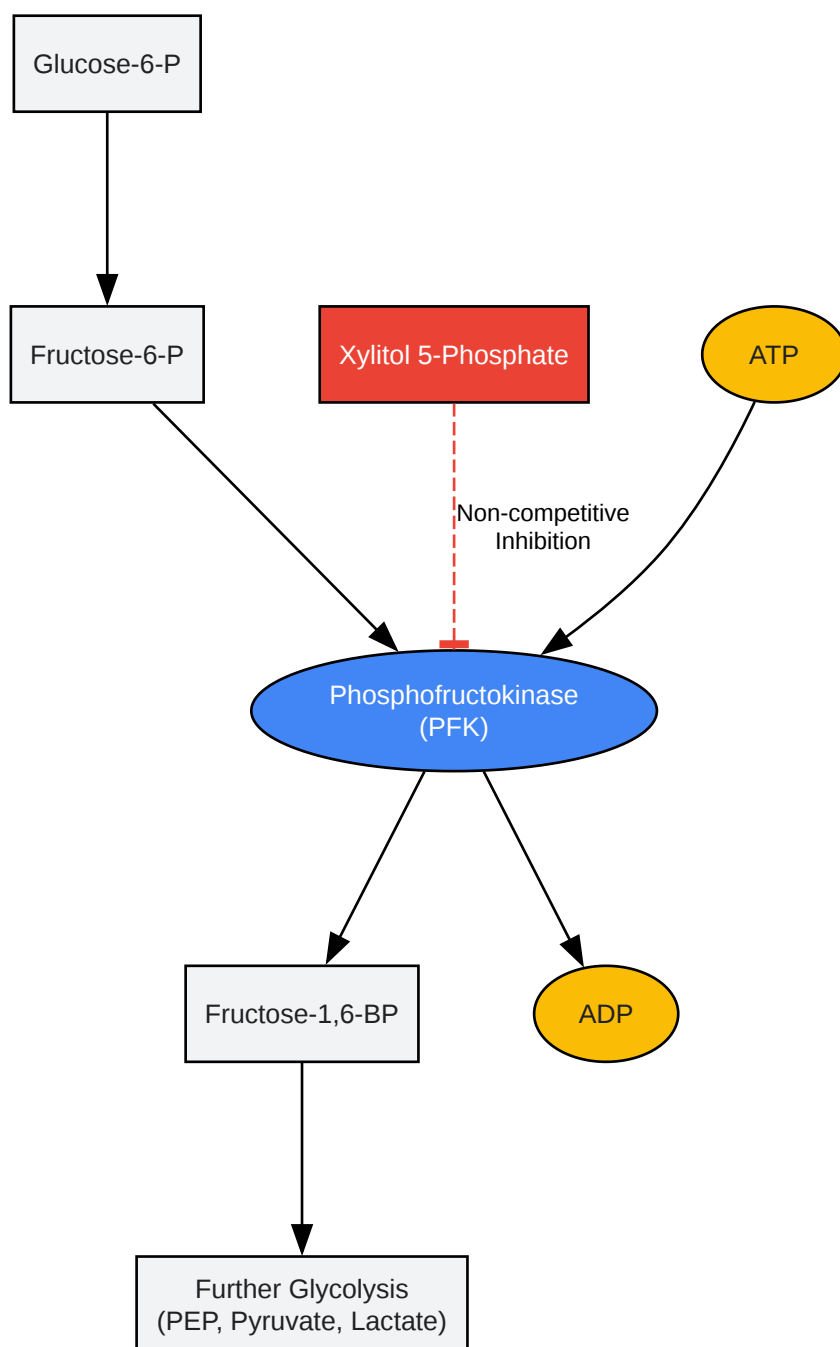 Glucose-6-P
Fructose-6-P
Xylitol 5-Phosphate
ATP
Non-competitive
Inhibition
Phosphofructokinase
(PFK)
Fructose-1,6-BP
ADP
Further Glycolysis
(PEP, Pyruvate, Lactate)